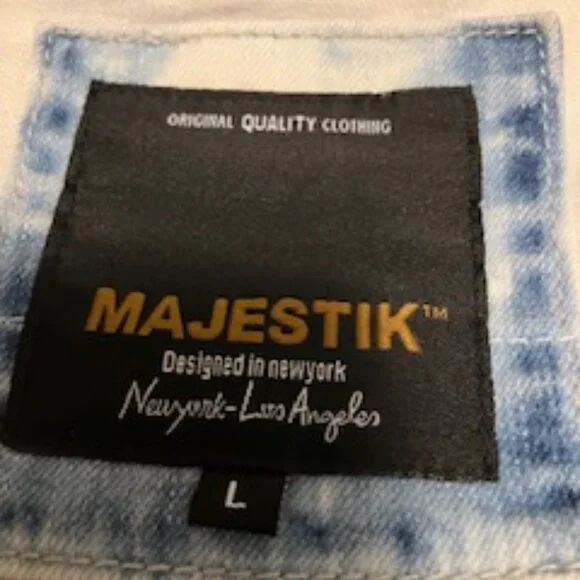 ORIGINAL QUALITY CLOTHING
MAJESTIK™
Designed in newyork
Newyork-Los Angeles
L